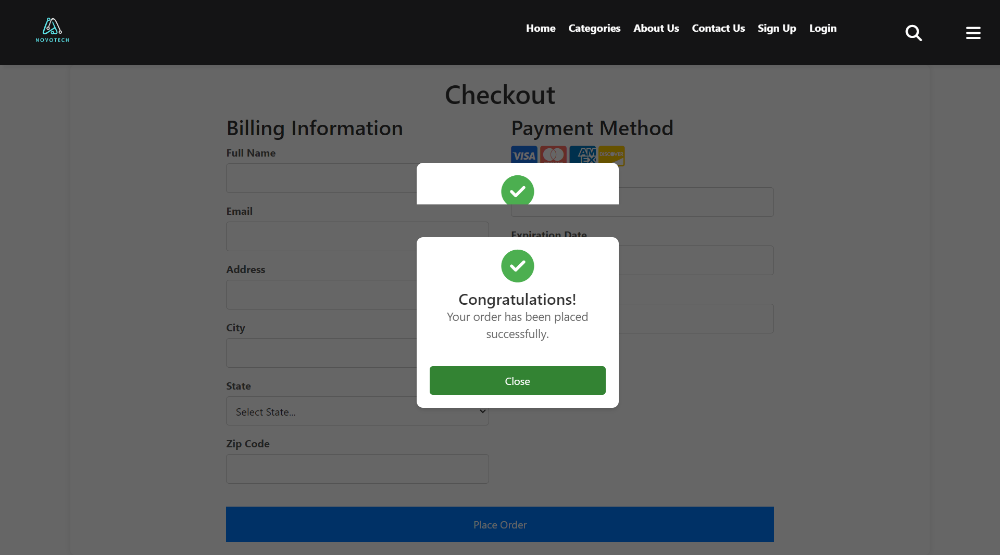 NOVOTECH
Home Categories About Us Contact Us Sign Up Login
Checkout
Billing Information
Payment Method
Full Name
VISA
AM
EX
DISCOVER
Email
Expiration Date
Address
Congratulations!
Your order has been placed
successfully.
City
Close
State
Select State...
Zip Code
Place Order